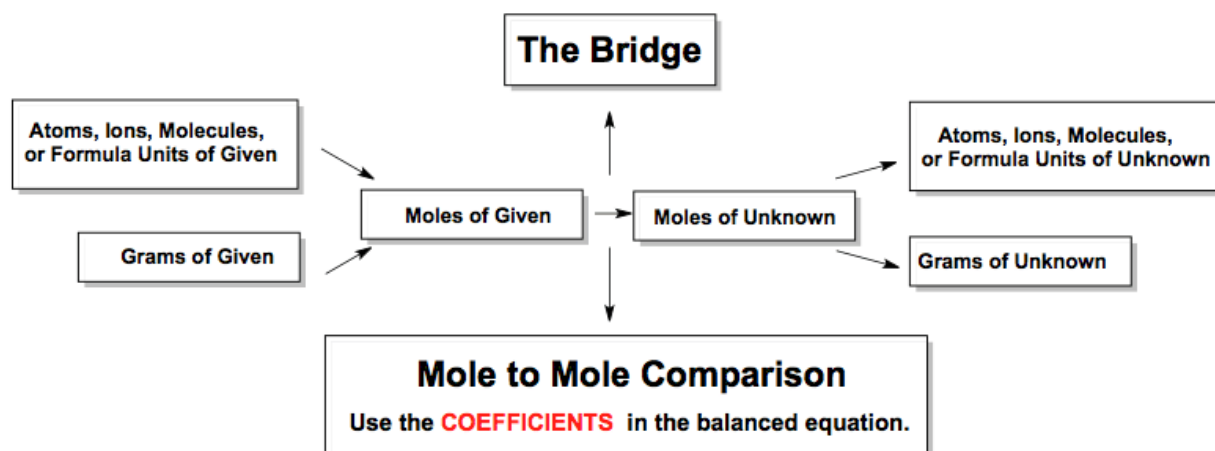 The Bridge
Atoms, Ions, Molecules,
or Formula Units of Given
Atoms, Ions, Molecules,
or Formula Units of Unknown
Moles of Given
Moles of Unknown
Grams of Given
Grams of Unknown
Mole to Mole Comparison
Use the COEFFICIENTS in the balanced equation.